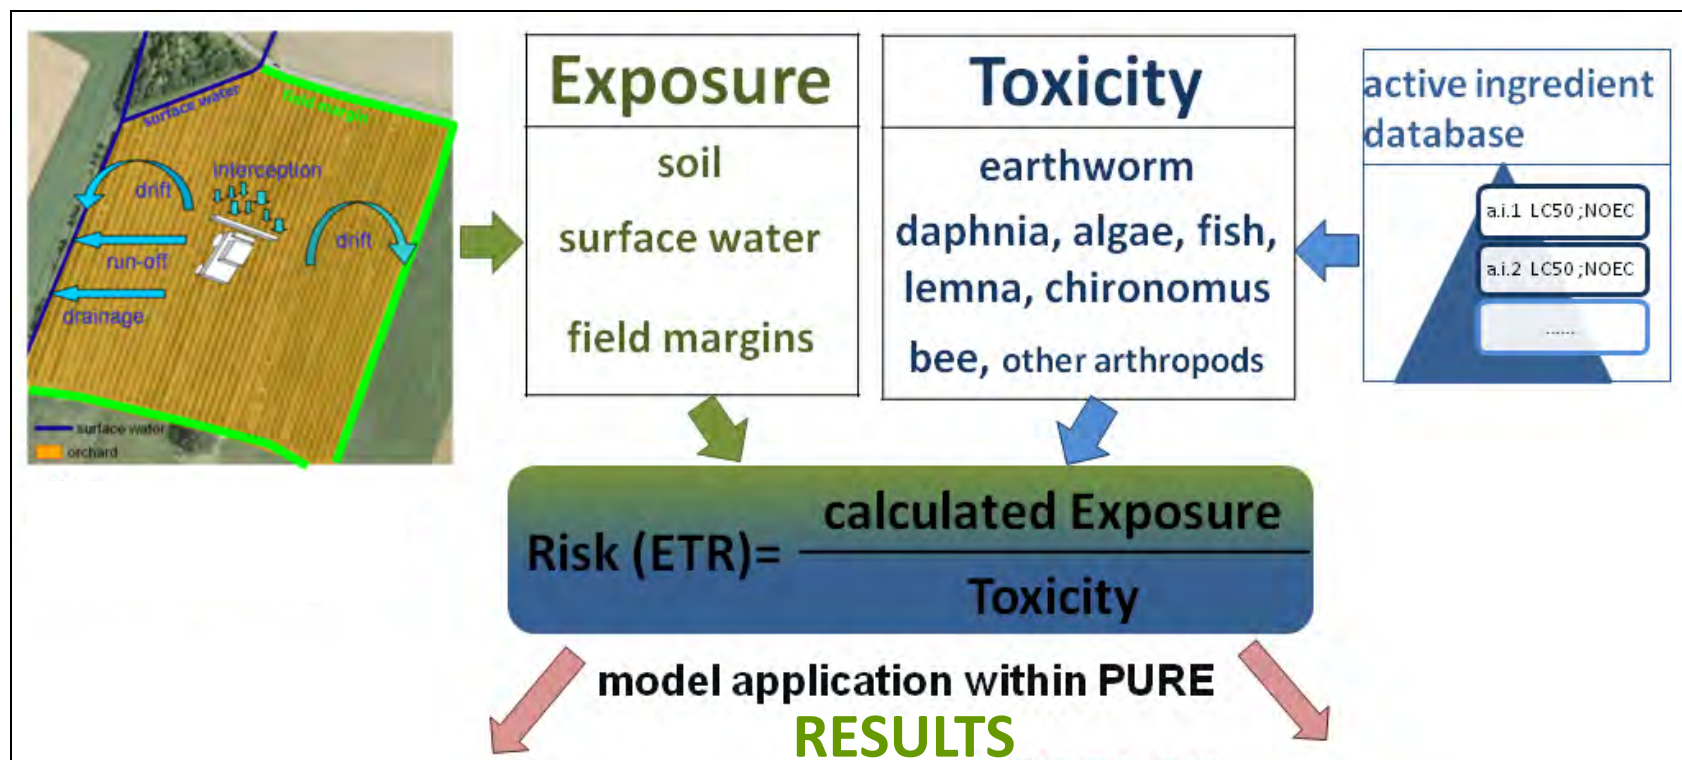 surface water
field margin
interception
drift
drift
run-off
drainage
surface water
orchard
Exposure
soil
surface water
field margins
Toxicity
earthworm
daphnia, algae, fish,
lemna, chironomus
bee, other arthropods
active ingredient
database
a.i.1 LC50 ;NOEC
a.i.2 LC50 ;NOEC
......
Risk (ETR)=
calculated Exposure
Toxicity
model application within PURE
RESULTS